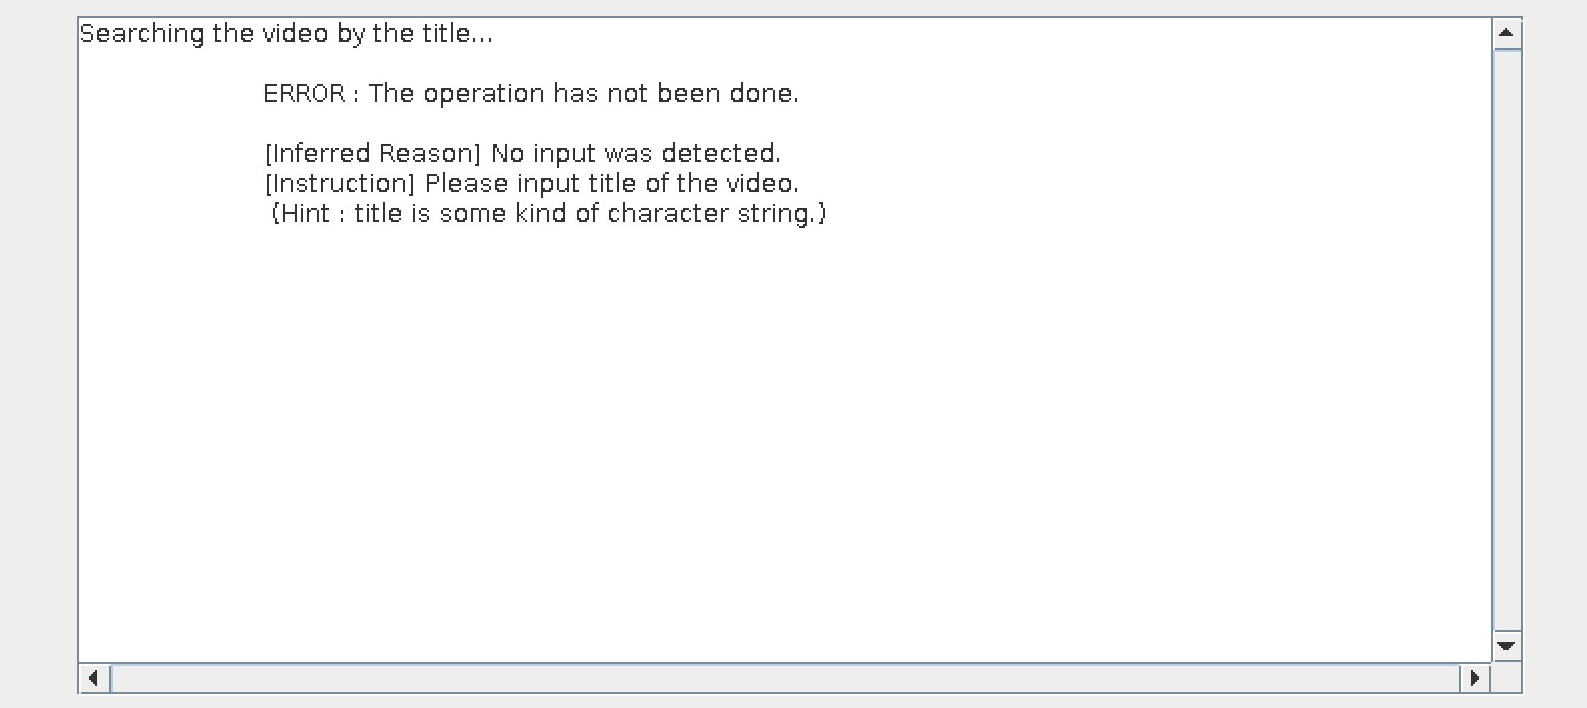 Searching the video by the title...
ERROR : The operation has not been done.
[Inferred Reason] No input was detected.
[Instruction] Please input title of the video.
(Hint : title is some kind of character string.)